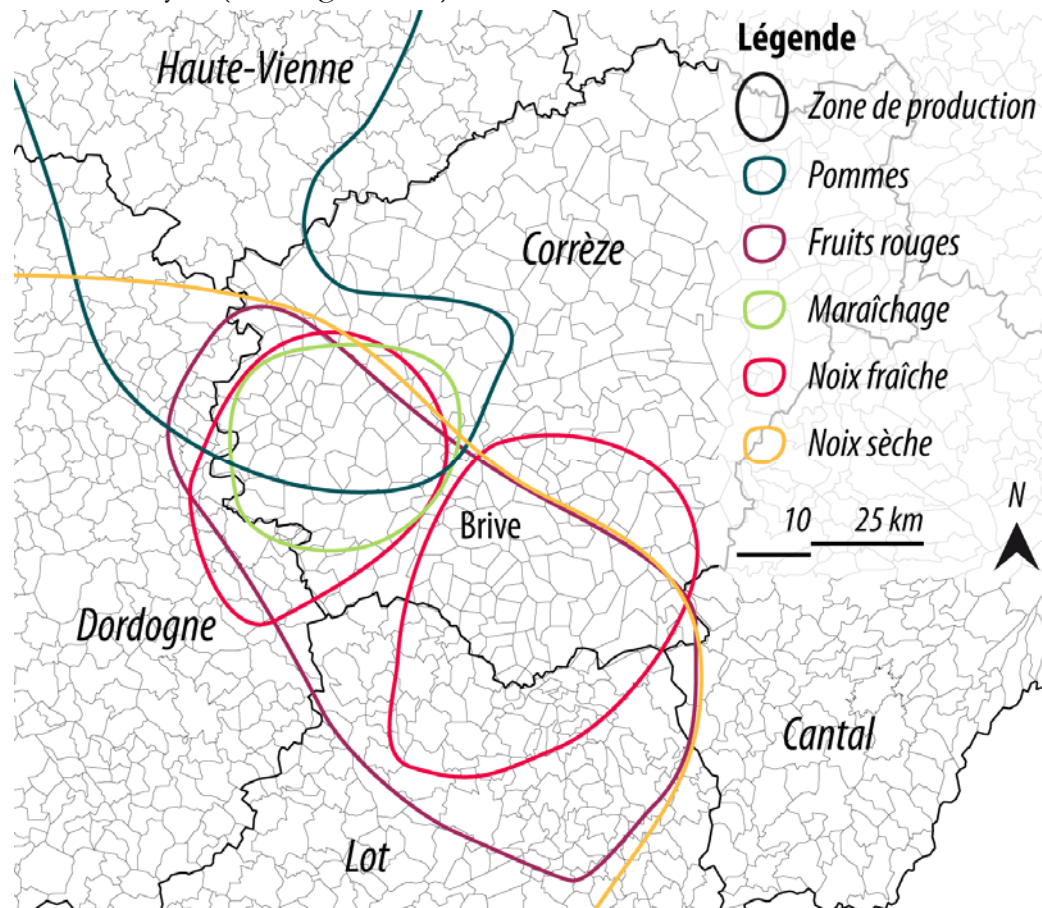 Haute-Vienne
Corrèze
Brive
Dordogne
Cantal
Lot
Légende
Zone de production
Pommes
Fruits rouges
Maraîchage
Noix fraîche
Noix sèche
10 25 km
N